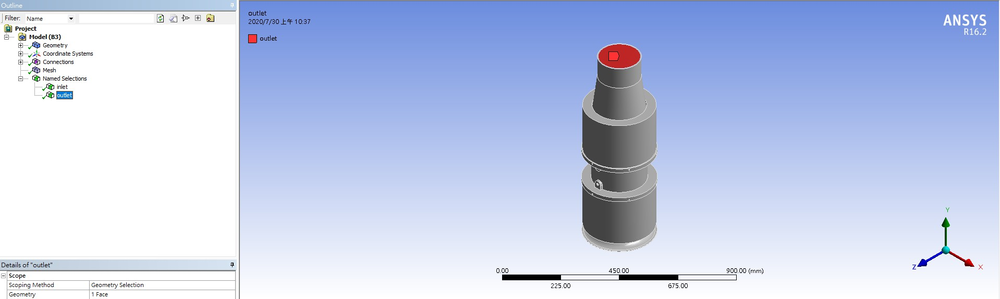 Outline
Filter: Name
Project
Model (B3)
Geometry
Coordinate Systems
Connections
Mesh
Named Selections
inlet
outlet
Details of "outlet"
Scope
Scoping Method Geometry Selection
Geometry 1 Face
outlet
2020/7/30 上午 10:37
outlet
ANSYS
R16.2
0.00 450.00 900.00 (mm)
225.00 675.00
Y
Z X